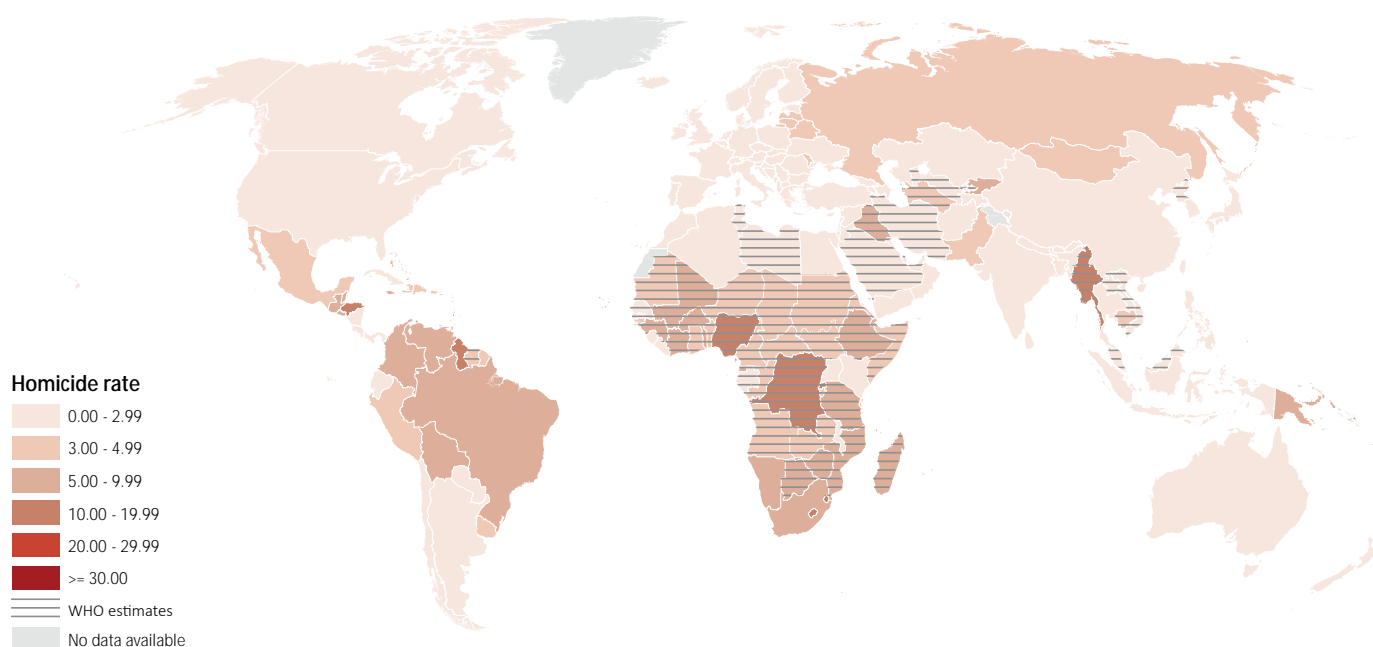 Homicide rate
0.00 - 2.99
3.00 - 4.99
5.00 - 9.99
10.00 - 19.99
20.00 - 29.99
>= 30.00
WHO estimates
No data available